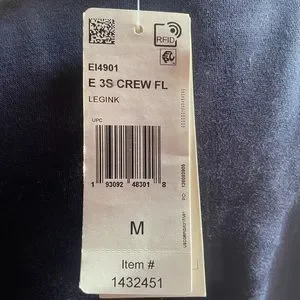 RFID
EI4901
E 3S CREW FL
LEGINK
UPC
1 93092 48301 8
M
Item #
1432451